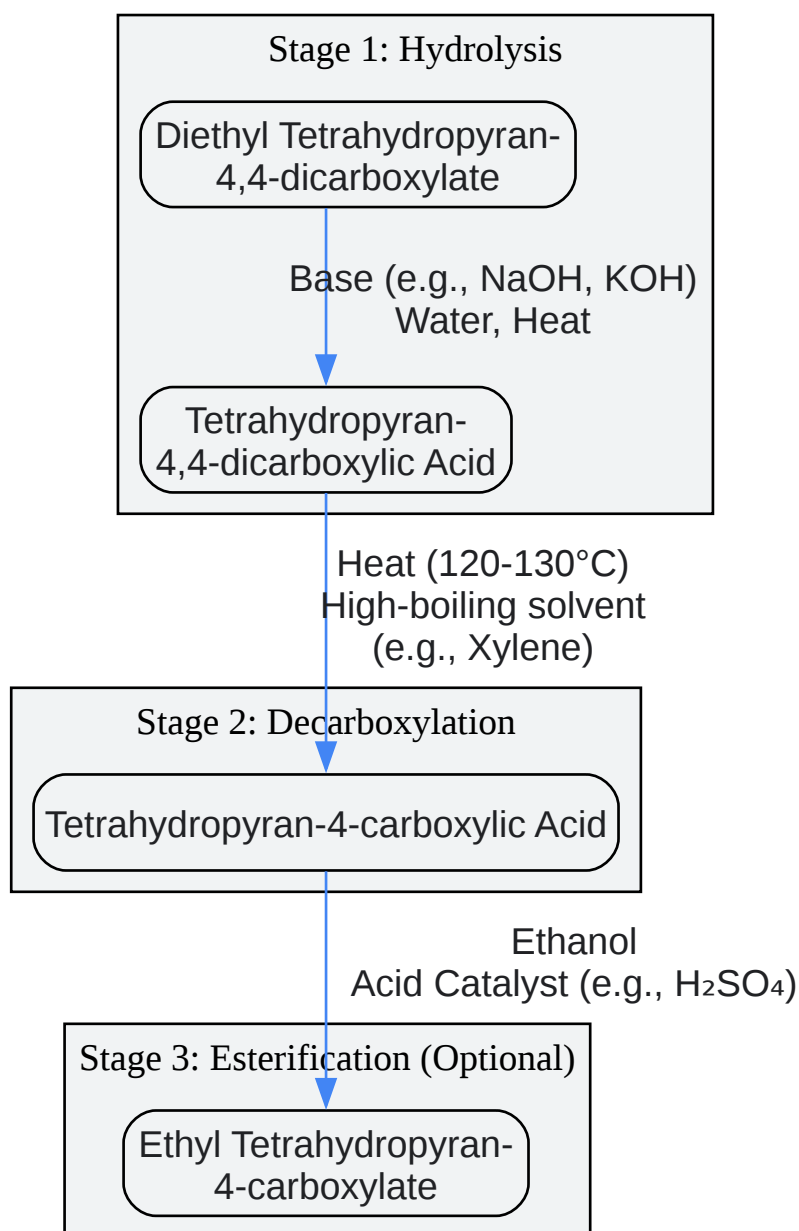 Stage 1: Hydrolysis
Diethyl Tetrahydropyran-
4,4-dicarboxylate
Base (e.g., NaOH, KOH)
Water, Heat
Tetrahydropyran-
4,4-dicarboxylic Acid
Heat (120-130°C)
High-boiling solvent
(e.g., Xylene)
Stage 2: Decarboxylation
Tetrahydropyran-4-carboxylic Acid
Ethanol
Acid Catalyst (e.g., H₂SO₄)
Stage 3: Esterification (Optional)
Ethyl Tetrahydropyran-
4-carboxylate